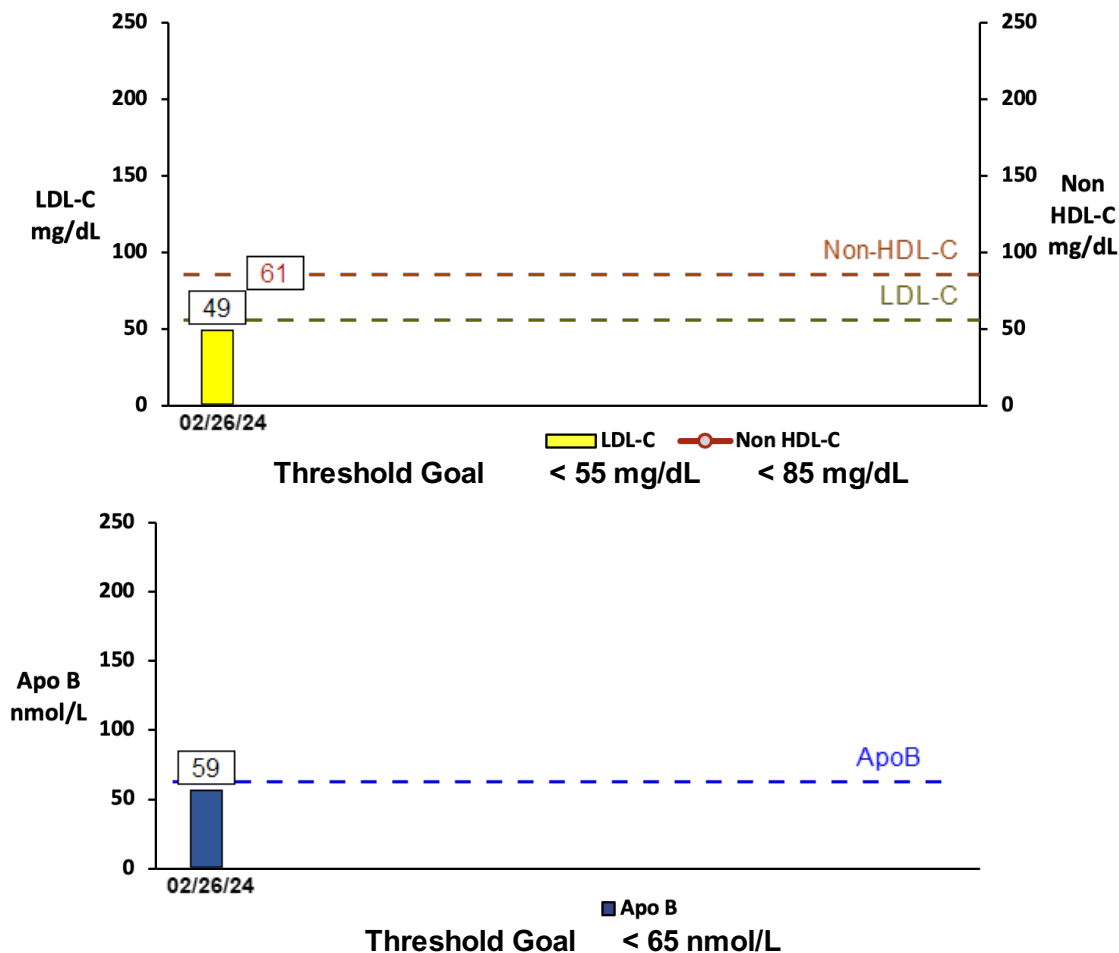 250
250
200
200
150
150
LDL-C
mg/dL
Non
HDL-C
mg/dL
100
100
Non-HDL-C
61
LDL-C
49
50
50
0
0
02/26/24
LDL-C Non HDL-C
Threshold Goal < 55 mg/dL < 85 mg/dL
250
200
150
Apo B
nmol/L
100
ApoB
59
50
0
02/26/24
Apo B
Threshold Goal < 65 nmol/L